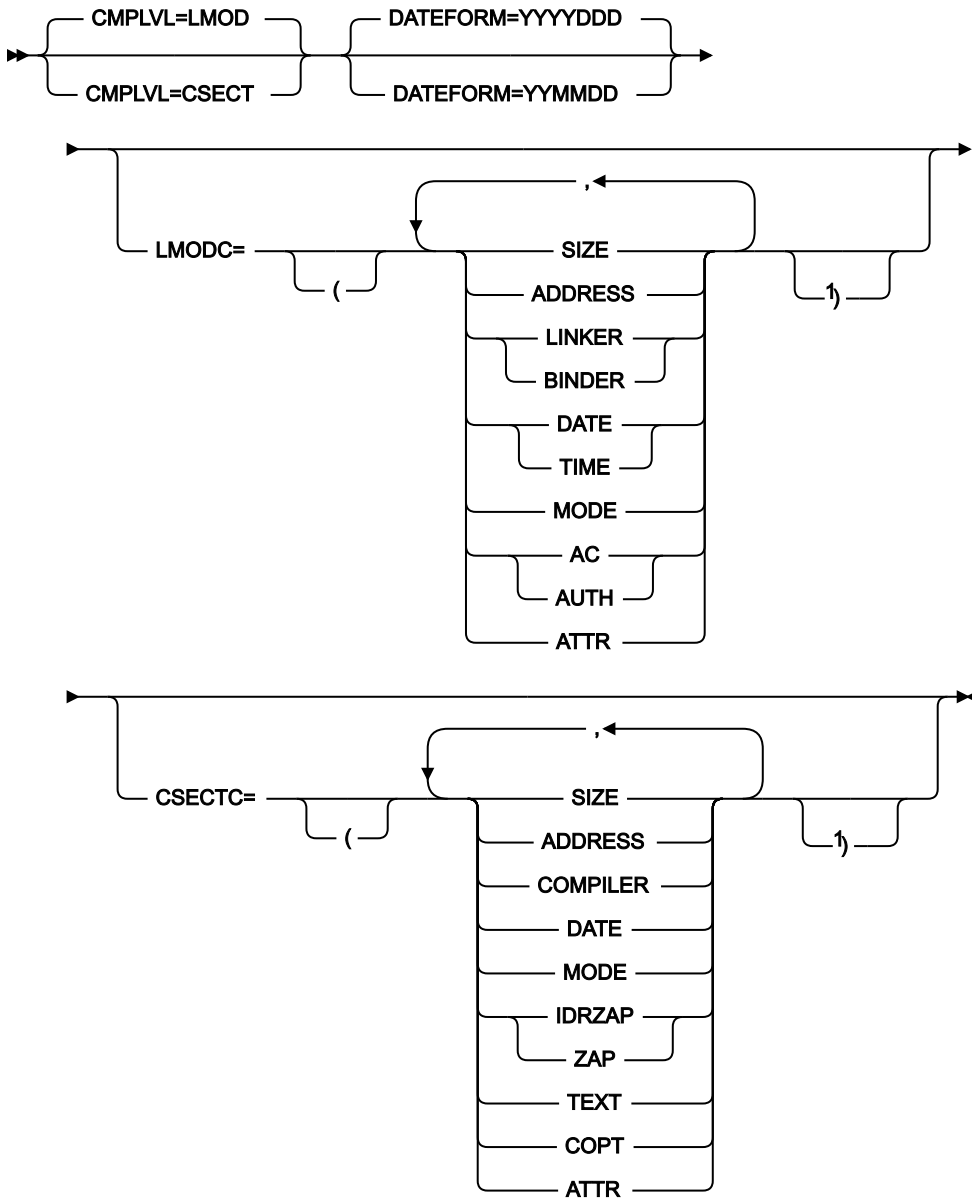 CMPLVL=LMOD DATEFORM=YYYYDDD
CMPLVL=CSECT DATEFORM=YYMMDD
,
LMODC= SIZE
( ADDRESS 1)
LINKER
BINDER
DATE
TIME
MODE
AC
AUTH
ATTR
,
CSECTC= SIZE
( ADDRESS 1)
COMPILER
DATE
MODE
IDRZAP
ZAP
TEXT
COPT
ATTR